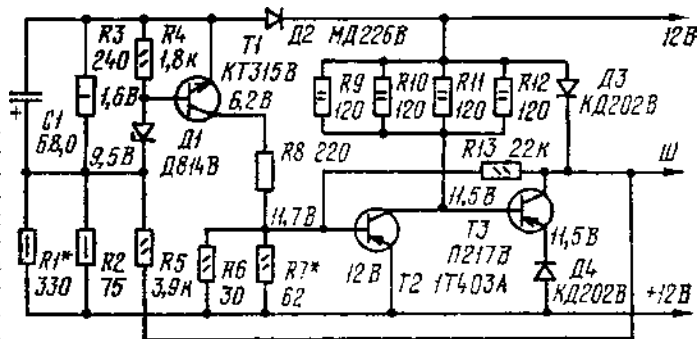 R3 240
R4 1,8к
Т1 КТ315В
Д2 МД226В
12В
С1 68,0
+
1,6В
6,2В
R9 120
R10 120
R11 120
R12 120
Д3 КД202В
9,5В
Д1 Д814В
R8 220
R13 22к
Ш
11,7В
11,5В
R1* 330
R2 75
R5 3,9к
R6 30
R7* 62
12В
Т2 1Т403А
Т3 П217В
11,5В
Д4 КД202В
+12В